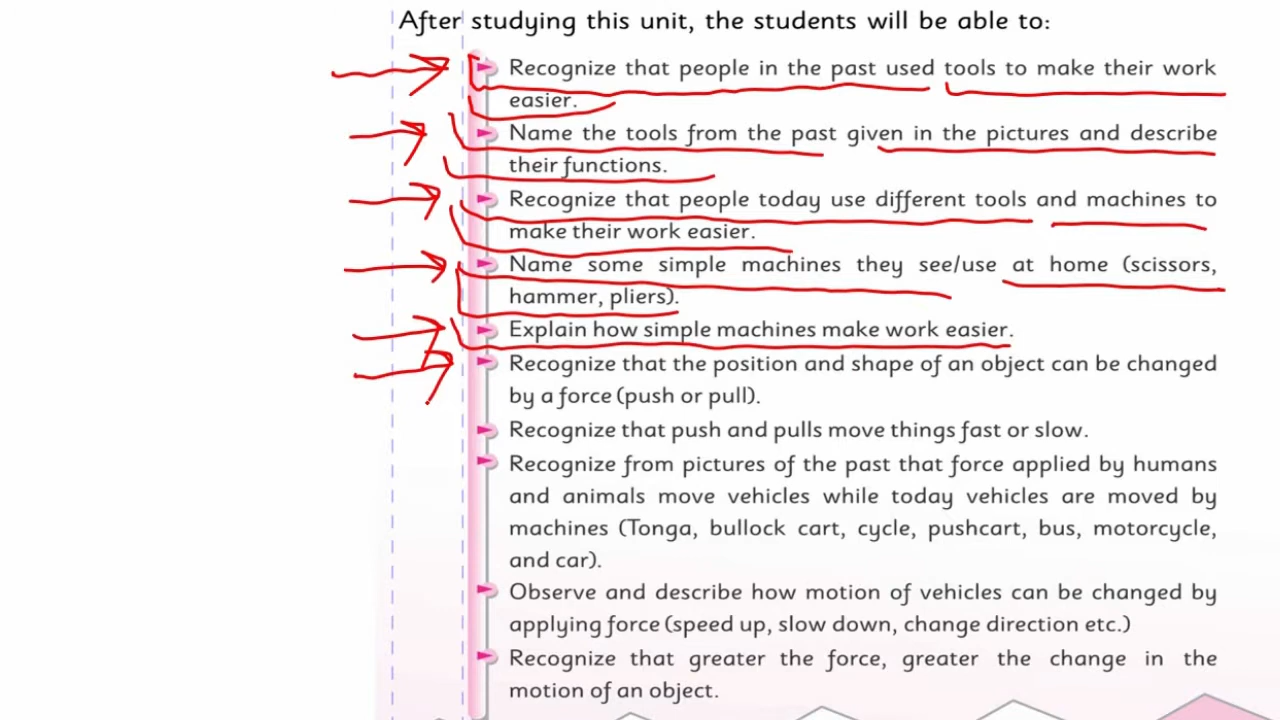 After studying this unit, the students will be able to:
Recognize that people in the past used tools to make their work
easier.
Name the tools from the past given in the pictures and describe
their functions.
Recognize that people today use different tools and machines to
make their work easier.
Name some simple machines they see/use at home (scissors,
hammer, pliers).
Explain how simple machines make work easier.
Recognize that the position and shape of an object can be changed
by a force (push or pull).
Recognize that push and pulls move things fast or slow.
Recognize from pictures of the past that force applied by humans
and animals move vehicles while today vehicles are moved by
machines (Tonga, bullock cart, cycle, pushcart, bus, motorcycle,
and car).
Observe and describe how motion of vehicles can be changed by
applying force (speed up, slow down, change direction etc.)
Recognize that greater the force, greater the change in the
motion of an object.